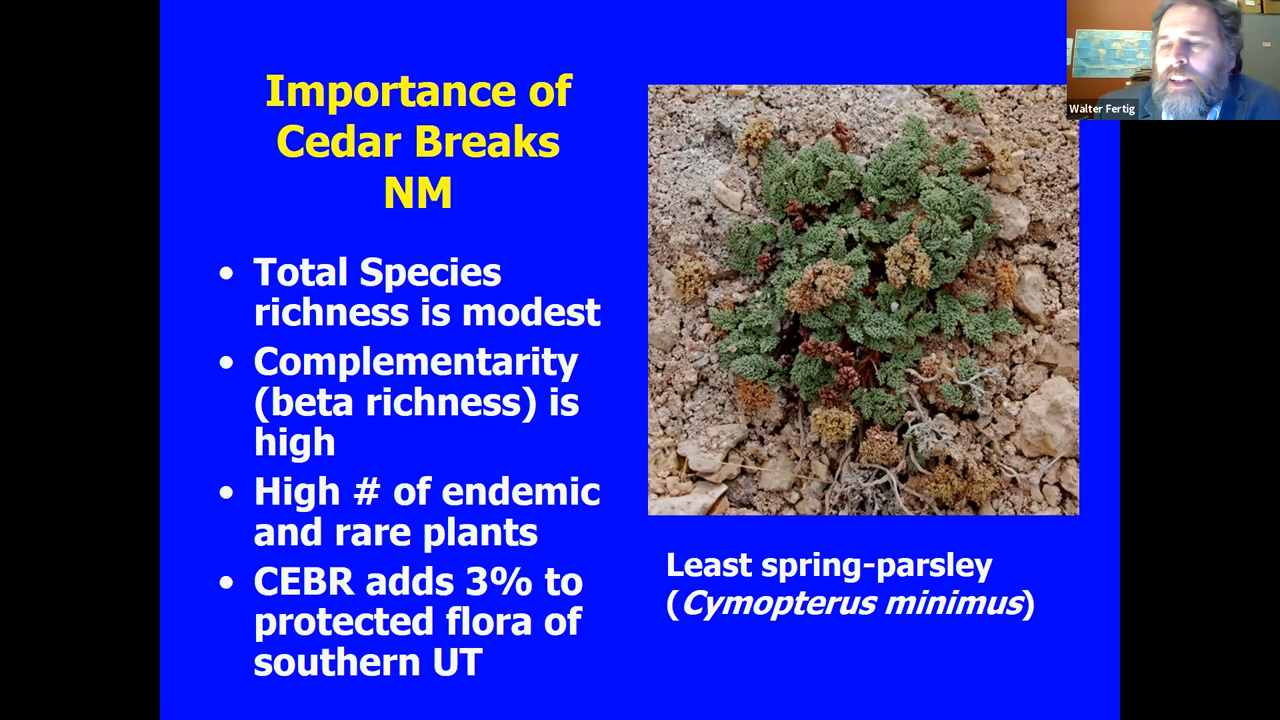 Importance of
Cedar Breaks
NM
• Total Species
richness is modest
• Complementarity
(beta richness) is
high
• High # of endemic
and rare plants
• CEBR adds 3% to
protected flora of
southern UT
Least spring-parsley
(Cymopterus minimus)
Walter Fertig